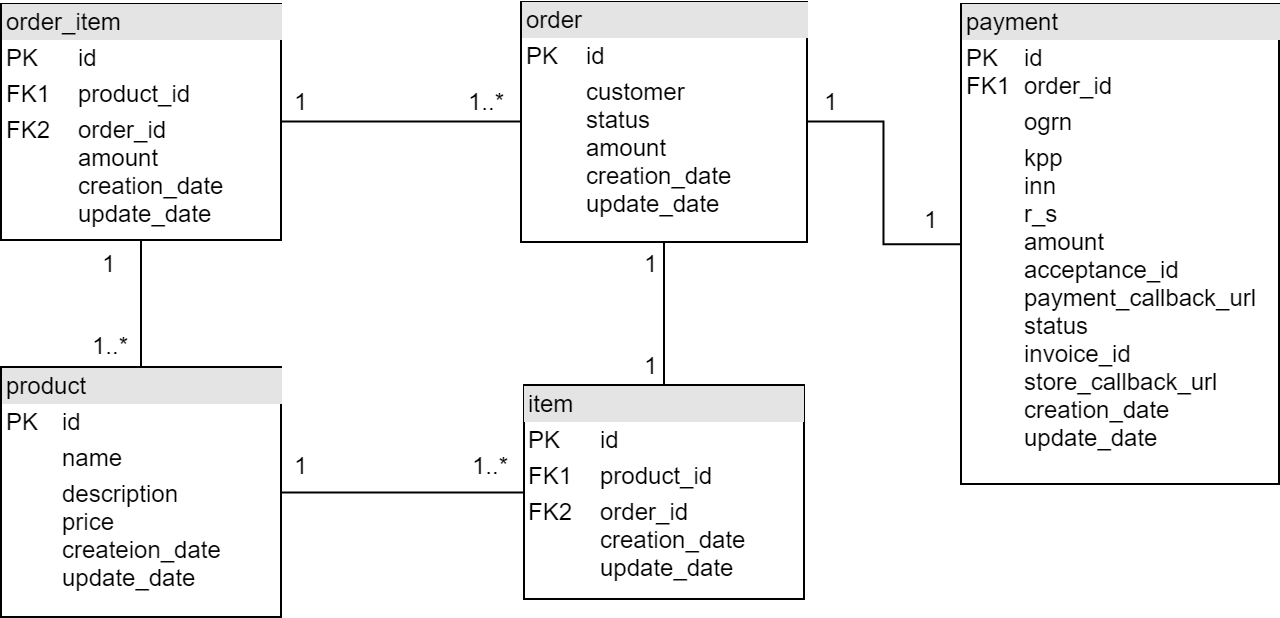 order_item
PK id
FK1 product_id
FK2 order_id
amount
creation_date
update_date
1
1..*
order
PK id
customer
status
amount
creation_date
update_date
1
1
payment
PK id
FK1 order_id
ogrn
kpp
inn
r_s
amount
acceptance_id
payment_callback_url
status
invoice_id
store_callback_url
creation_date
update_date
1
1..*
1
1
product
PK id
name
description
price
createion_date
update_date
1
1..*
item
PK id
FK1 product_id
FK2 order_id
creation_date
update_date